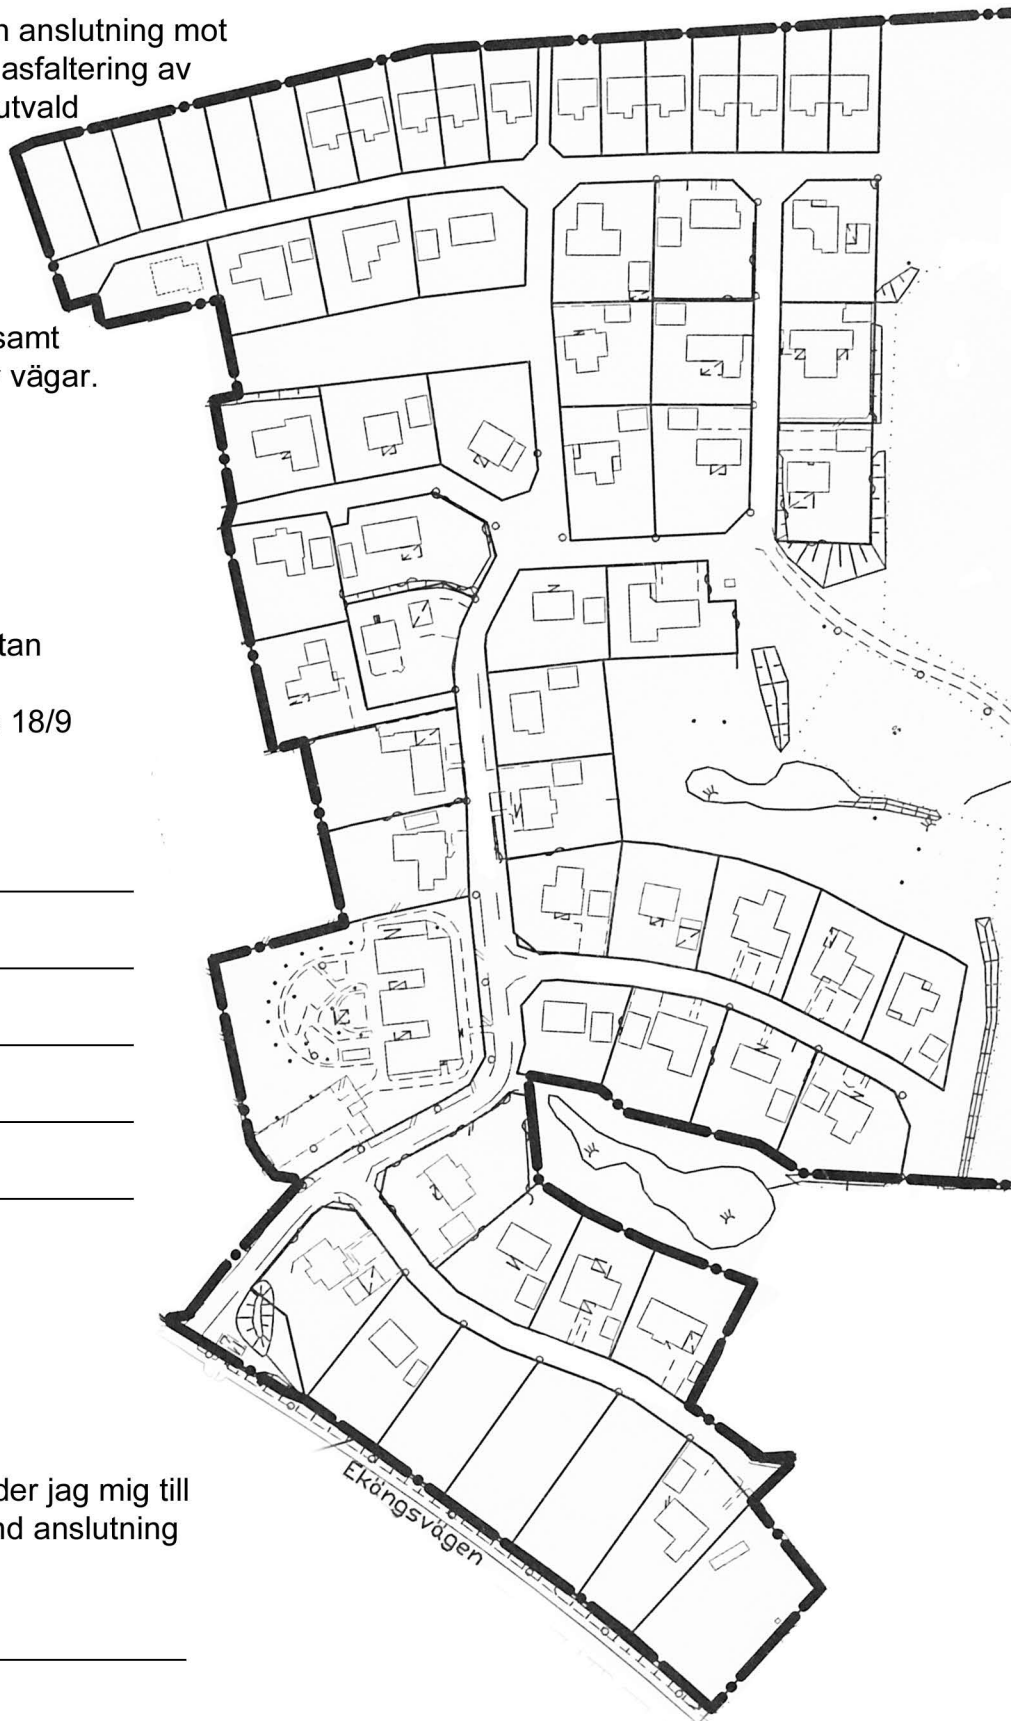 n anslutning mot
asfaltering av
utvald
samt
vägar.
tan
18/9
der jag mig till
nd anslutning
Ekängsvägen